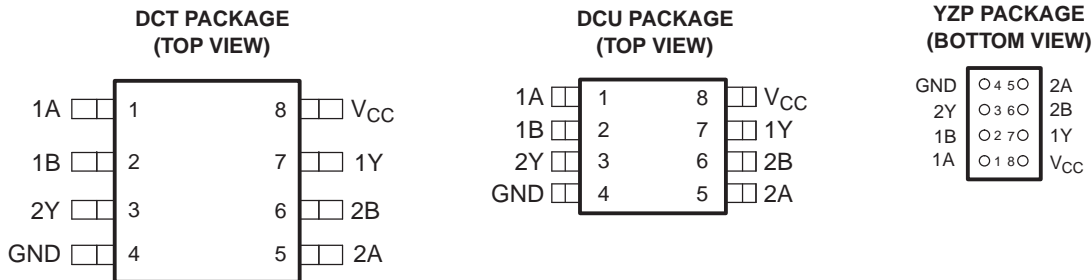 DCT PACKAGE
(TOP VIEW)
1A 1 8 VCC
1B 2 7 1Y
2Y 3 6 2B
GND 4 5 2A
DCU PACKAGE
(TOP VIEW)
1A 1 8 VCC
1B 2 7 1Y
2Y 3 6 2B
GND 4 5 2A
YZP PACKAGE
(BOTTOM VIEW)
GND 4 5 2A
2Y 3 6 2B
1B 2 7 1Y
1A 1 8 VCC